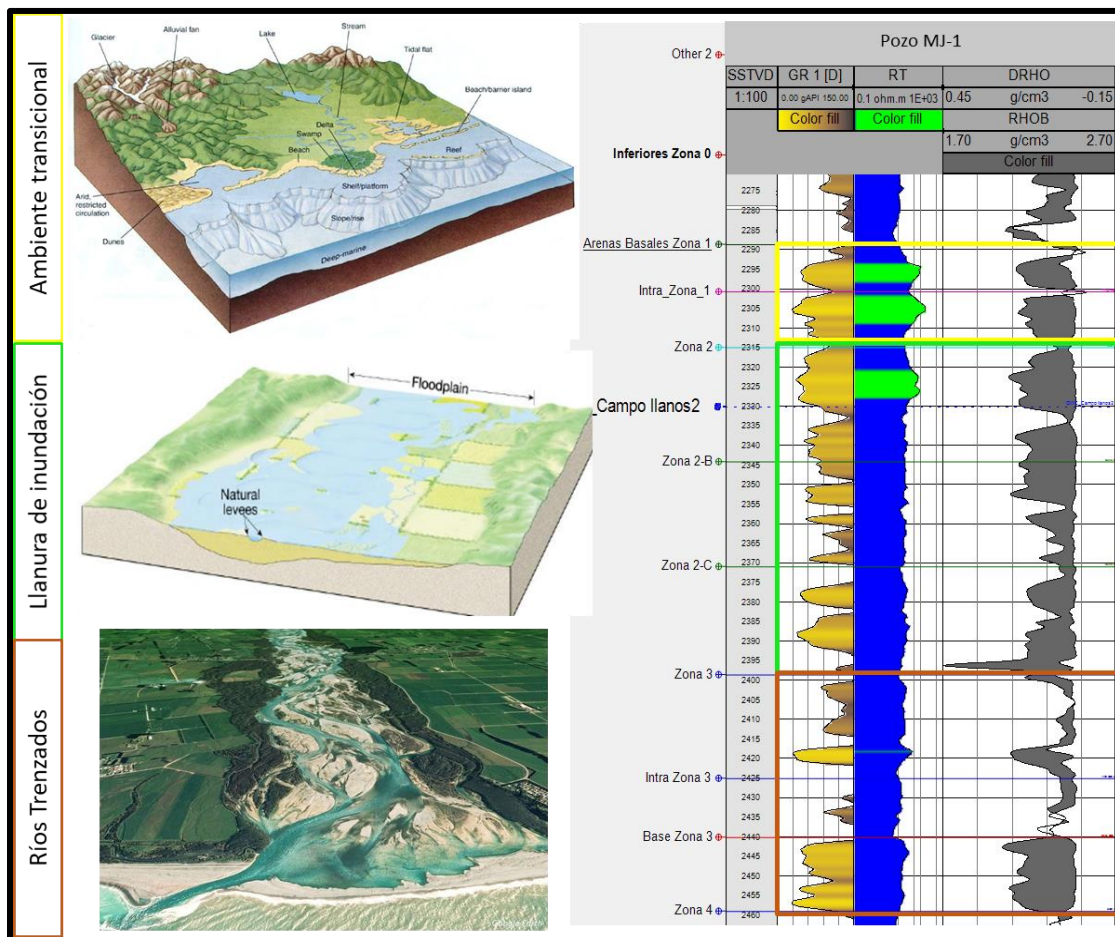 Ambiente transicional
Glacier
Alluvial fan
Lake
Stream
Tidal flat
Beach/barrier island
Delta
Swamp
Beach
Reef
Shelf/platform
Arid,
restricted
circulation
Slope/rise
Dunes
Deep-marine
Llanura de inundación
Floodplain
Natural
levees
Ríos Trenzados
Google Earth
Pozo MJ-1
SSTVD GR 1 [D] RT DRHO
1:100 0.00 gAPI 150.00 0.1 ohm.m 1E+03 0.45 g/cm3 -0.15
Color fill Color fill RHOB
1.70 g/cm3 2.70
Color fill
Other 2
Inferiores Zona 0
2275
2280
2285
Arenas Basales Zona 1
2290
2295
Intra_Zona_1
2300
2305
2310
Zona 2
2315
2320
2325
_Campo llanos2
2330
2335
2340
Zona 2-B
2345
2350
2355
2360
2365
Zona 2-C
2370
2375
2380
2385
2390
2395
Zona 3
2400
2405
2410
2415
2420
Intra Zona 3
2425
2430
2435
Base Zona 3
2440
2445
2450
2455
Zona 4
2460